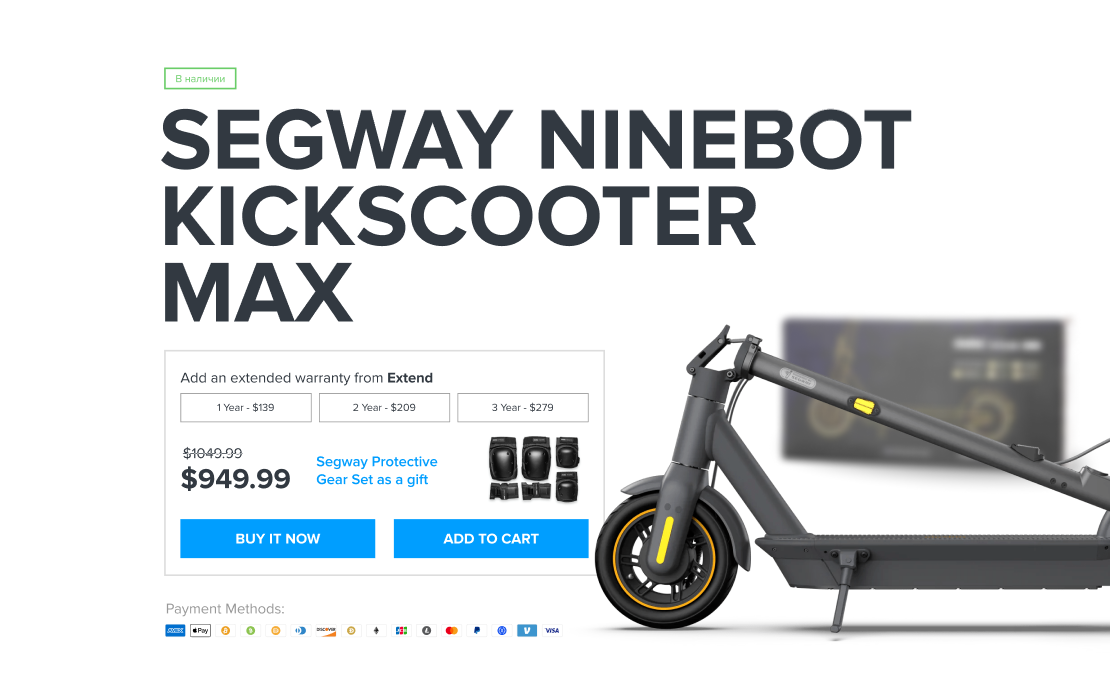 В наличии
SEGWAY NINEBOT
KICKSCOOTER
MAX
Add an extended warranty from Extend
1 Year - $139
2 Year - $209
3 Year - $279
$1049.99
$949.99
Segway Protective
Gear Set as a gift
BUY IT NOW
ADD TO CART
Payment Methods:
AMEX
Pay
DISCOVER
JCB
VISA